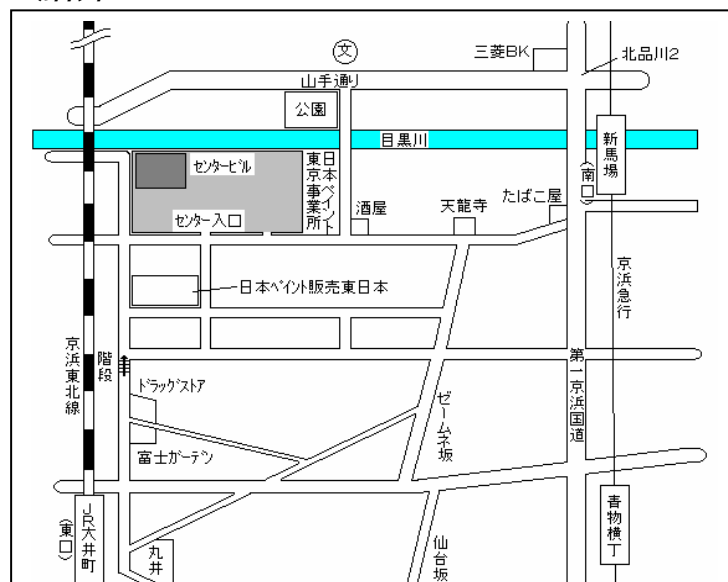 文
三菱BK
北品川2
山手通り
公園
目黒川
新馬場
(南口)
センタービル
日本ペイント
東京事業所
センター入口
酒屋
天龍寺
たばこ屋
日本ペイント販売東日本
京浜急行
京浜東北線
階段
ドラッグストア
ゼームス坂
第一京浜国道
富士ガーデン
JR大井町
(東口)
丸井
仙台坂
青物横丁